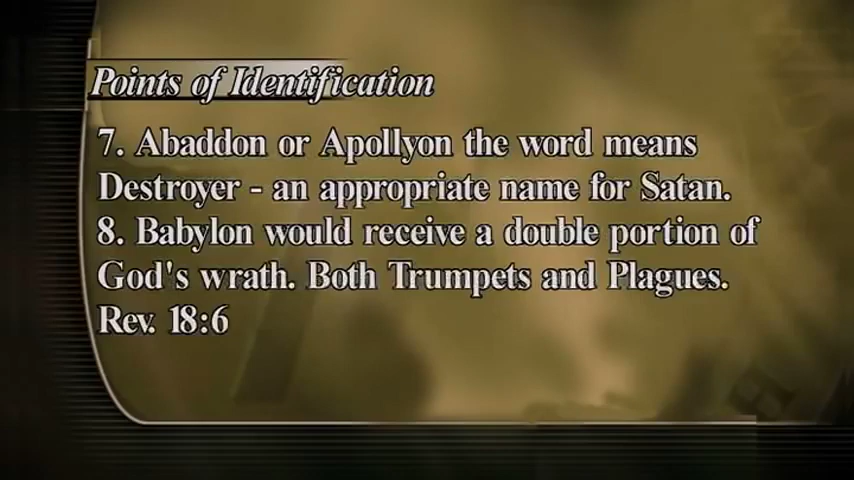 Points of Identification
7. Abaddon or Apollyon the word means
Destroyer - an appropriate name for Satan.
8. Babylon would receive a double portion of
God's wrath. Both Trumpets and Plagues.
Rev. 18:6
H